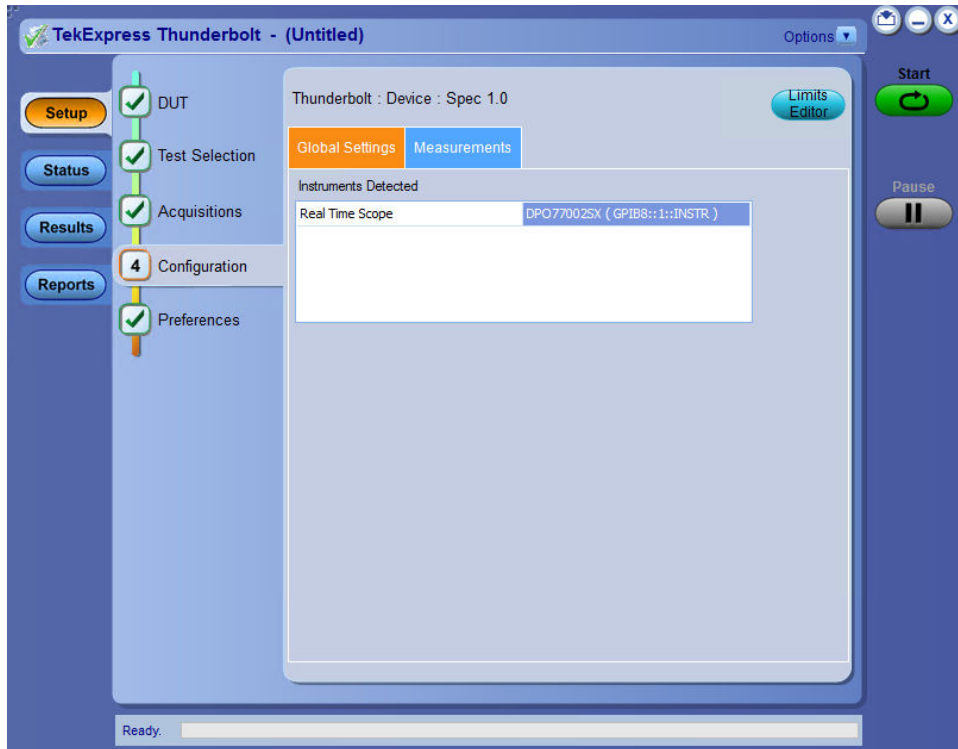 TekExpress Thunderbolt - (Untitled)
Options
X
Start
Pause
Setup
Status
Results
Reports
DUT
Test Selection
Acquisitions
4 Configuration
Preferences
Thunderbolt : Device : Spec 1.0
Limits
Editor
Global Settings
Measurements
Instruments Detected
Real Time Scope
DPO77002SX ( GPIB8::1::INSTR )
Ready.